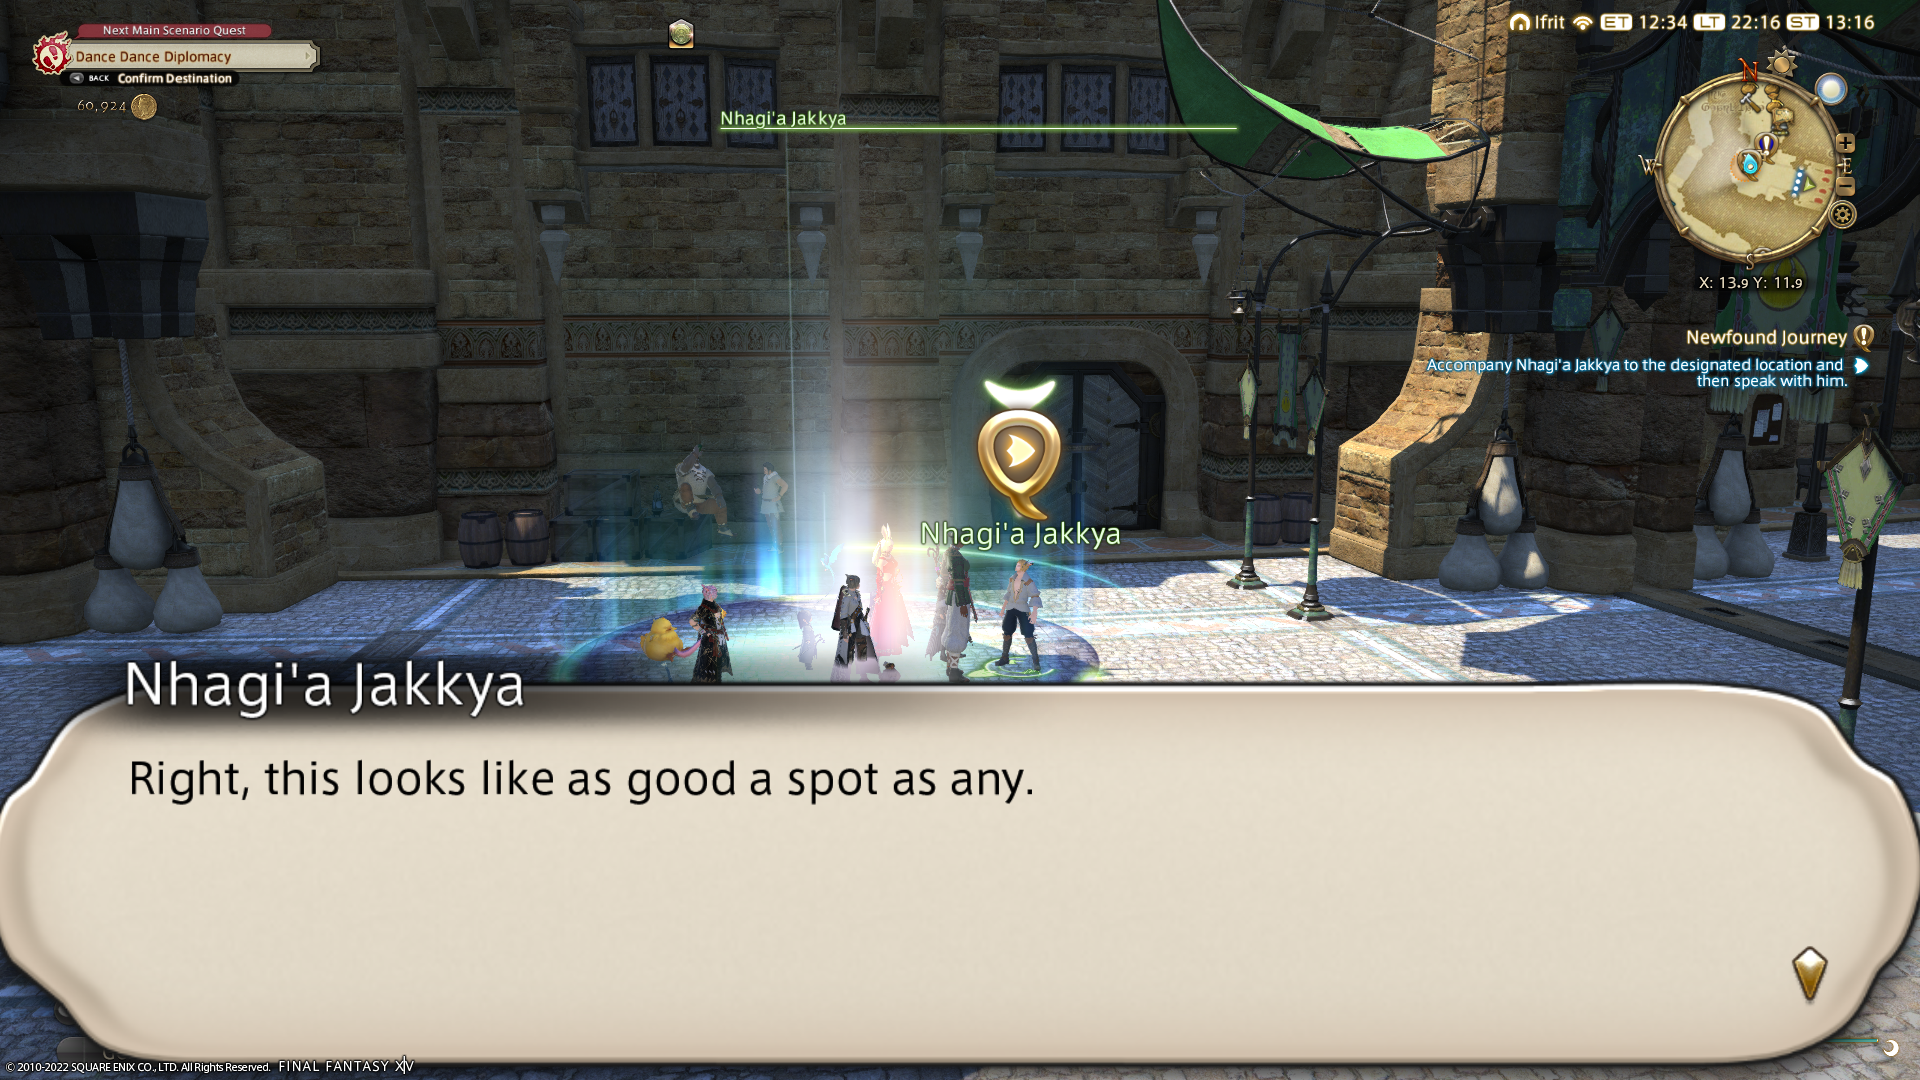 Next Main Scenario Quest
Dance Dance Diplomacy
BACK Confirm Destination
60,924
Ifrit ET 12:34 LT 22:16 ST 13:16
N
W
E
S
X: 13.9 Y: 11.9
Newfound Journey
Accompany Nhagi'a Jakkya to the designated location and
then speak with him.
Nhagi'a Jakkya
Nhagi'a Jakkya
Nhagi'a Jakkya
Right, this looks like as good a spot as any.
© 2010-2022 SQUARE ENIX CO., LTD. All Rights Reserved. FINAL FANTASY XIV